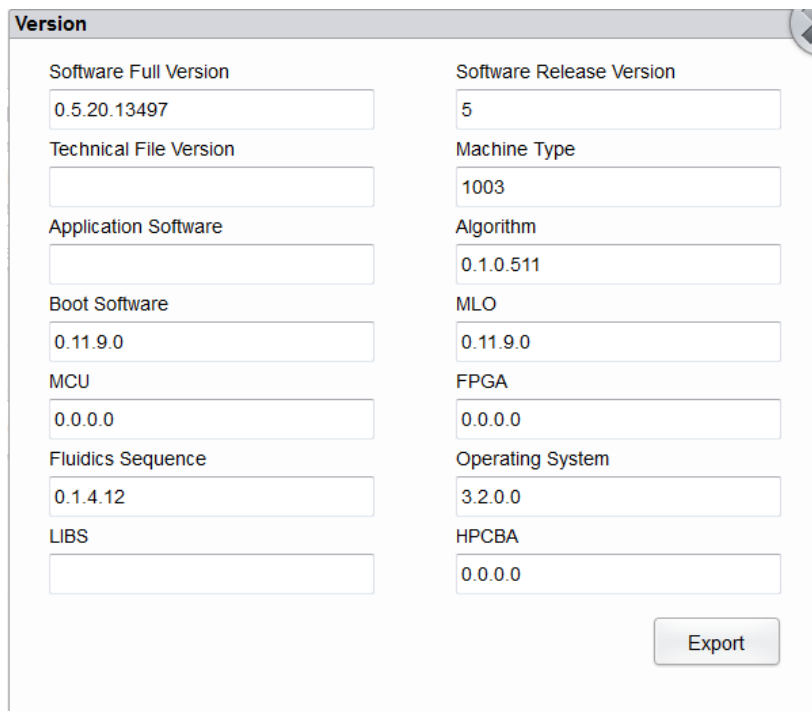 Version
Software Full Version
Software Release Version
0.5.20.13497
5
Technical File Version
Machine Type
1003
Application Software
Algorithm
0.1.0.511
Boot Software
MLO
0.11.9.0
0.11.9.0
MCU
FPGA
0.0.0.0
0.0.0.0
Fluidics Sequence
Operating System
0.1.4.12
3.2.0.0
LIBS
HPCBA
0.0.0.0
Export